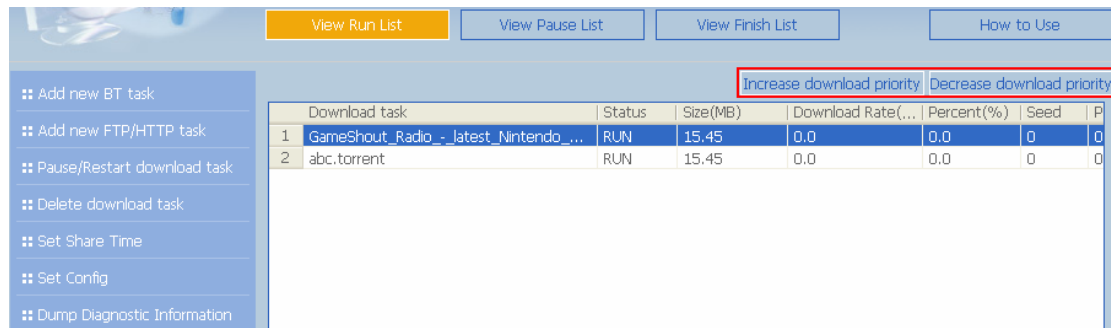 View Run List View Pause List View Finish List How to Use
Increase download priority Decrease download priority
Add new BT task
Add new FTP/HTTP task
Pause/Restart download task
Delete download task
Set Share Time
Set Config
Dump Diagnostic Information
Download task Status Size(MB) Download Rate(... Percent(%) Seed P
1 GameShout_Radio_-_latest_Nintendo_... RUN 15.45 0.0 0.0 0 0
2 abc.torrent RUN 15.45 0.0 0.0 0 0